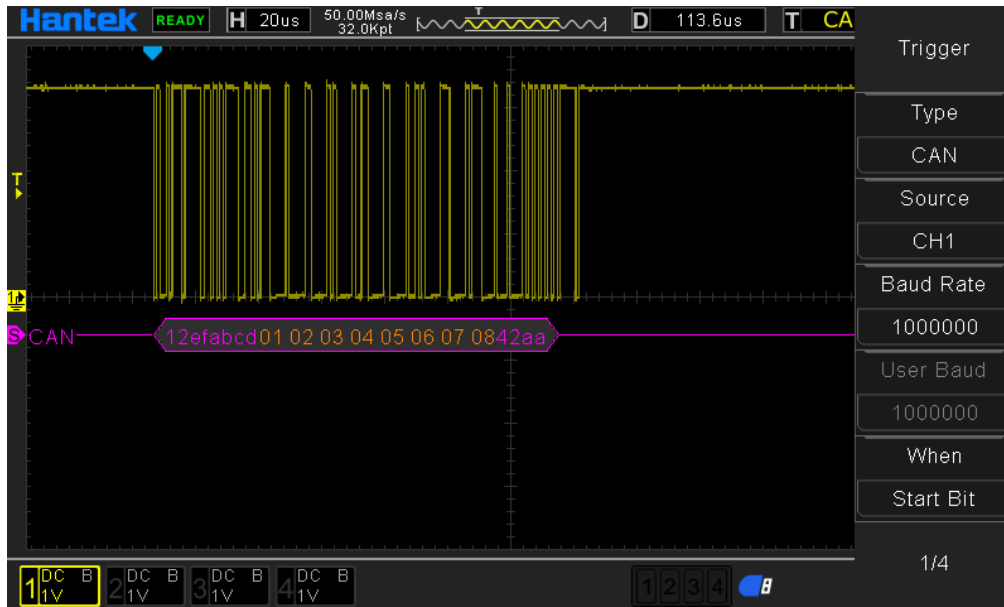 Hantek READY H 20us 50.00Msa/s 32.0Kpt T D 113.6us T CA
Trigger
Type
CAN
Source
CH1
Baud Rate
1000000
User Baud
1000000
When
Start Bit
1/4
T
1
S CAN 12efabcd01 02 03 04 05 06 07 0842aa
1 DC B 1V 2 DC B 1V 3 DC B 1V 4 DC B 1V 1 2 3 4